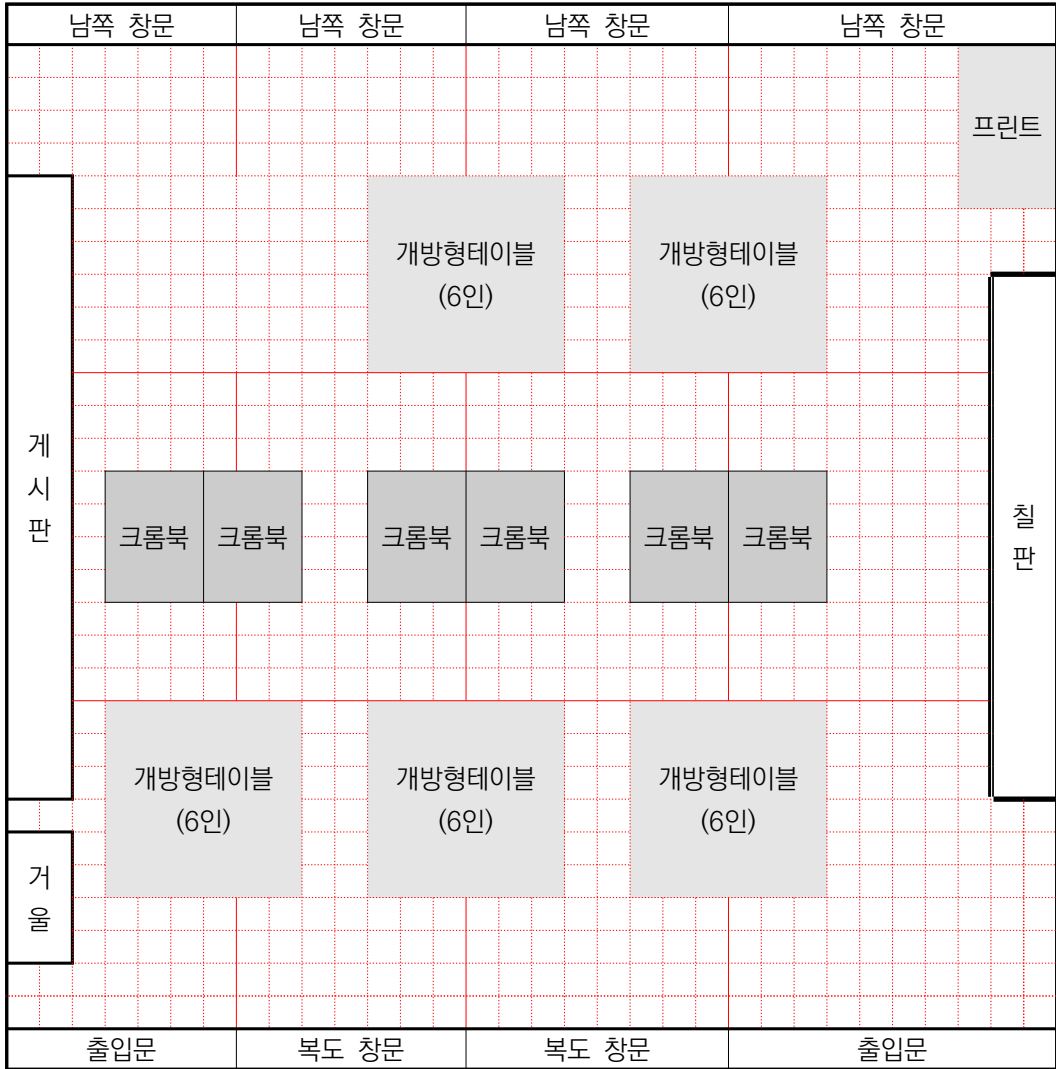 남쪽 창문 남쪽 창문 남쪽 창문 남쪽 창문
프린트
개방형테이블 개방형테이블
(6인) (6인)
게
시
판
크롬북 크롬북 크롬북 크롬북 크롬북 크롬북
칠
판
개방형테이블 개방형테이블 개방형테이블
(6인) (6인) (6인)
거
울
출입문 복도 창문 복도 창문 출입문